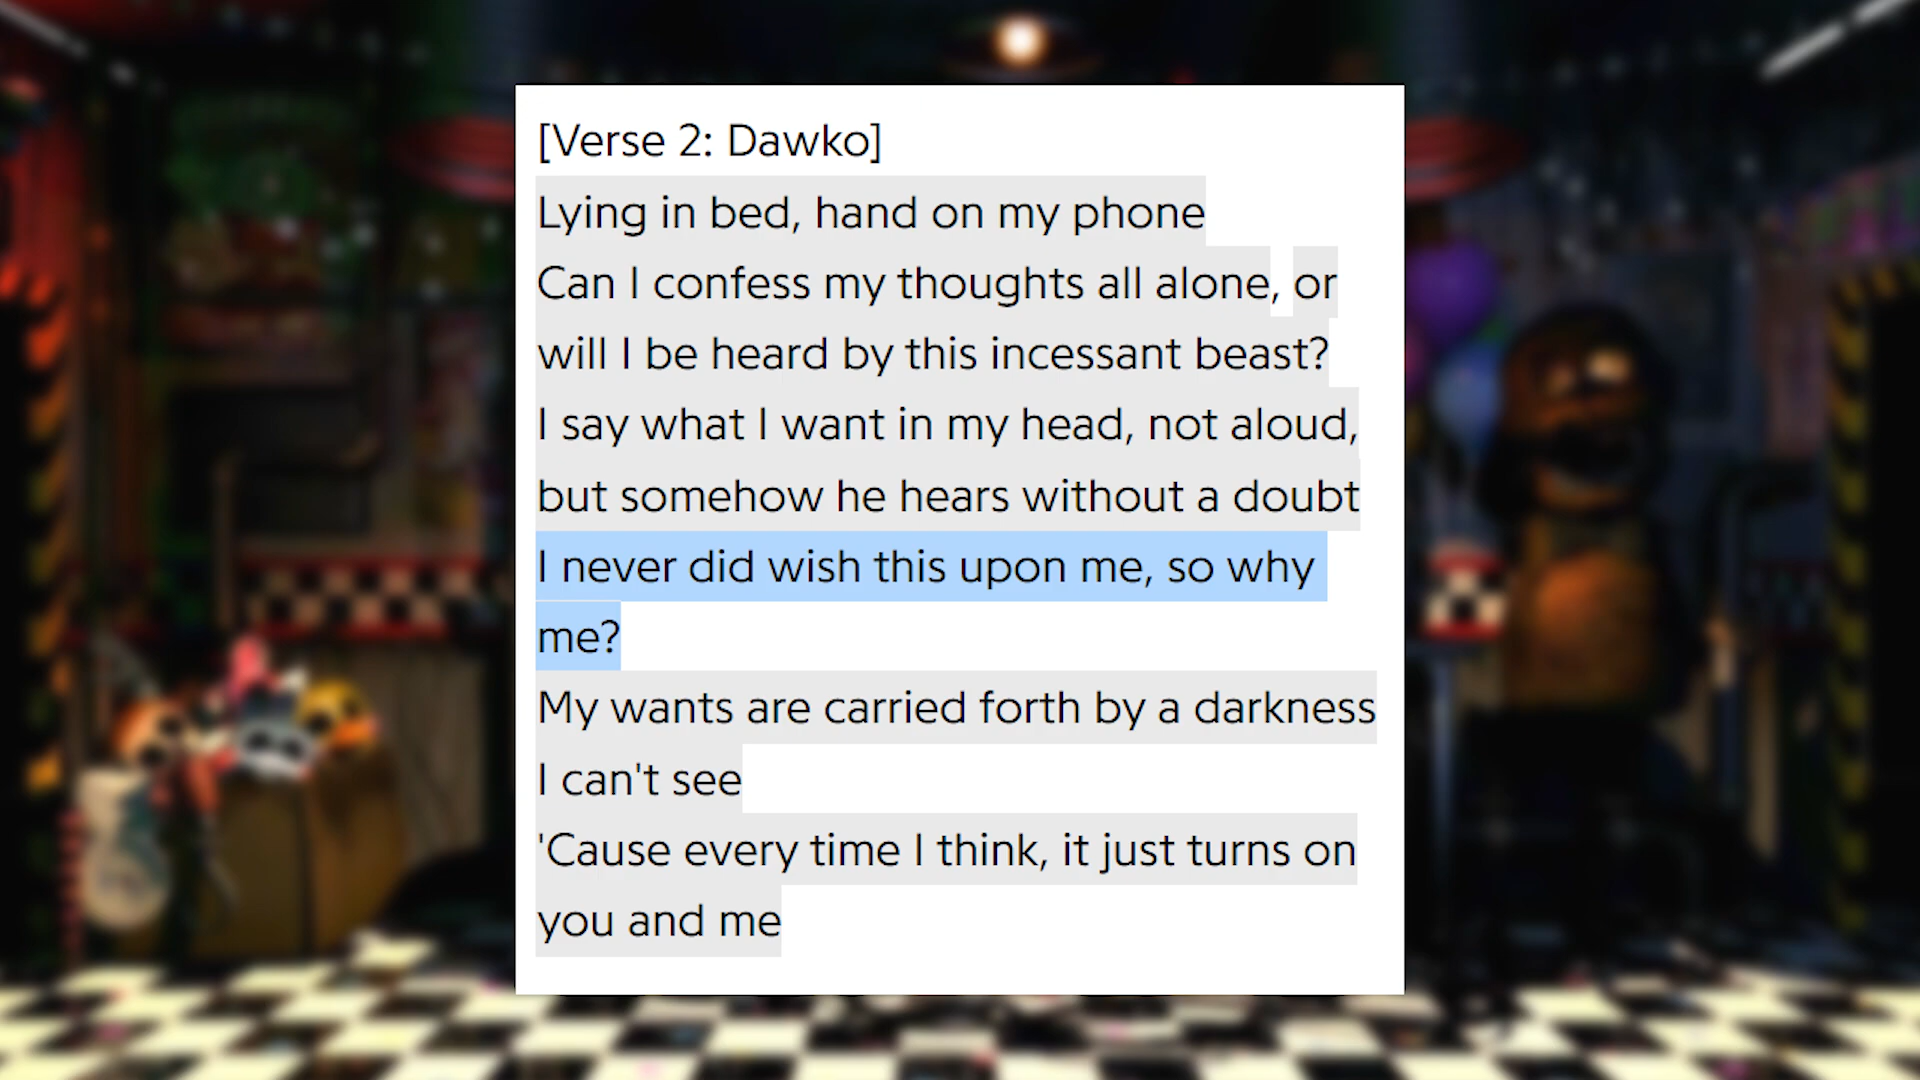 [Verse 2: Dawko]
Lying in bed, hand on my phone
Can I confess my thoughts all alone, or
will I be heard by this incessant beast?
I say what I want in my head, not aloud,
but somehow he hears without a doubt
I never did wish this upon me, so why
me?
My wants are carried forth by a darkness
I can't see
'Cause every time I think, it just turns on
you and me